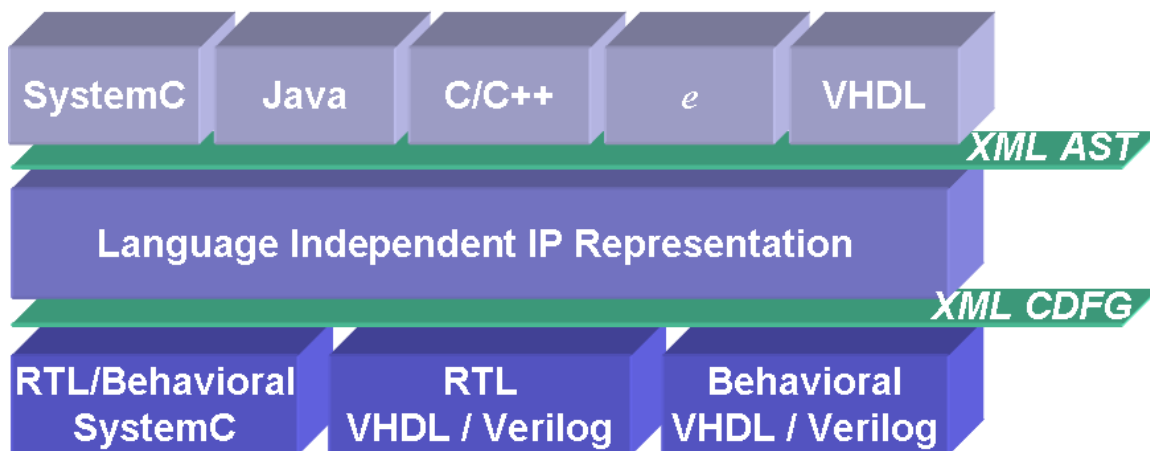 SystemC
Java
C/C++
e
VHDL
XML AST
Language Independent IP Representation
XML CDFG
RTL/Behavioral
SystemC
RTL
VHDL / Verilog
Behavioral
VHDL / Verilog